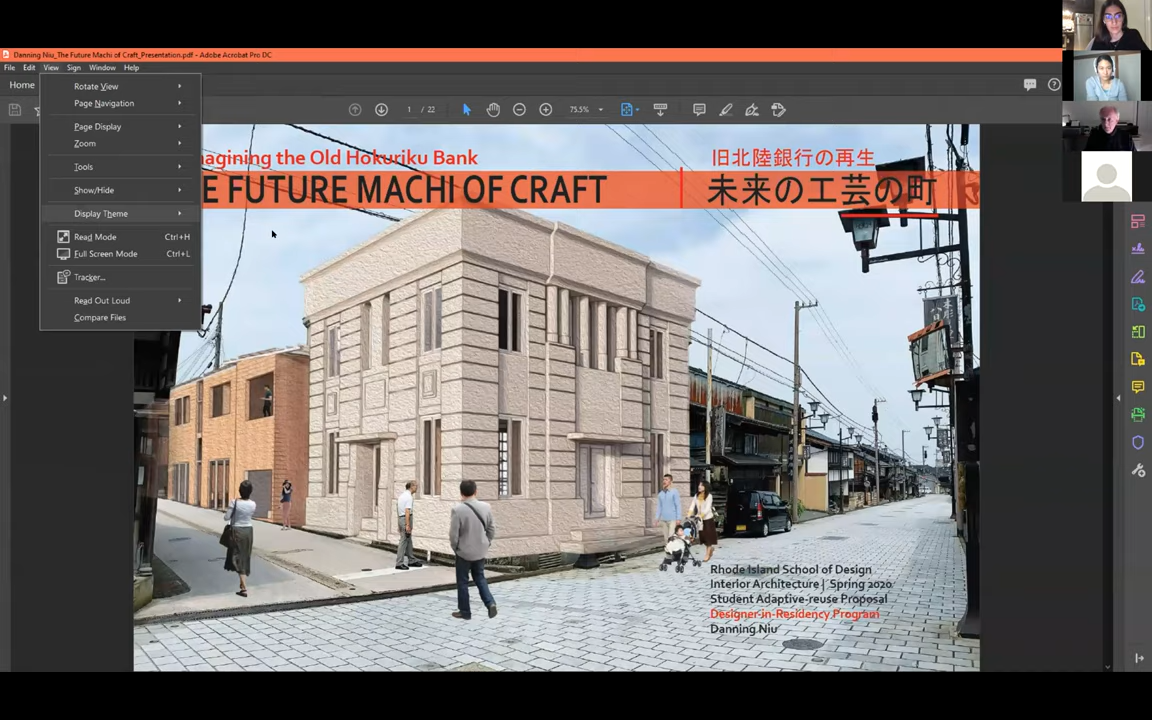 Danning Niu_The Future Machi of Craft_Presentation.pdf - Adobe Acrobat Pro DC
File Edit View Sign Window Help
Home
1 / 22
75.5%
Rotate View
Page Navigation
Page Display
Zoom
Tools
Show/Hide
Display Theme
Read Mode Ctrl+H
Full Screen Mode Ctrl+L
Tracker...
Read Out Loud
Compare Files
agining the Old Hokuriku Bank
旧北陸銀行の再生
E FUTURE MACHI OF CRAFT
未来の工芸の町
Rhode Island School of Design
Interior Architecture | Spring 2020
Student Adaptive-reuse Proposal
Designer-in-Residency Program
Danning Niu